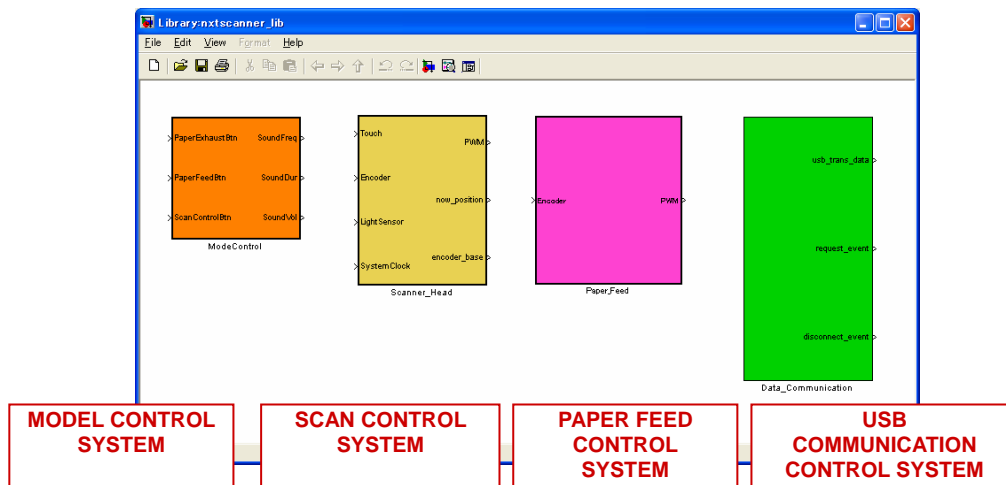 Library:nxtscanner_lib
File Edit View Format Help
PaperExhaustBtn SoundFreq
PaperFeedBtn SoundDur
ScanControlBtn SoundVol
ModeControl
Touch
PWM
Encoder
now_position
LightSensor
encoder_base
SystemClock
Scanner_Head
Encoder PWM
Paper_Feed
usb_trans_data
request_event
disconnect_event
Data_Communication
MODEL CONTROL
SYSTEM
SCAN CONTROL
SYSTEM
PAPER FEED
CONTROL
SYSTEM
USB
COMMUNICATION
CONTROL SYSTEM